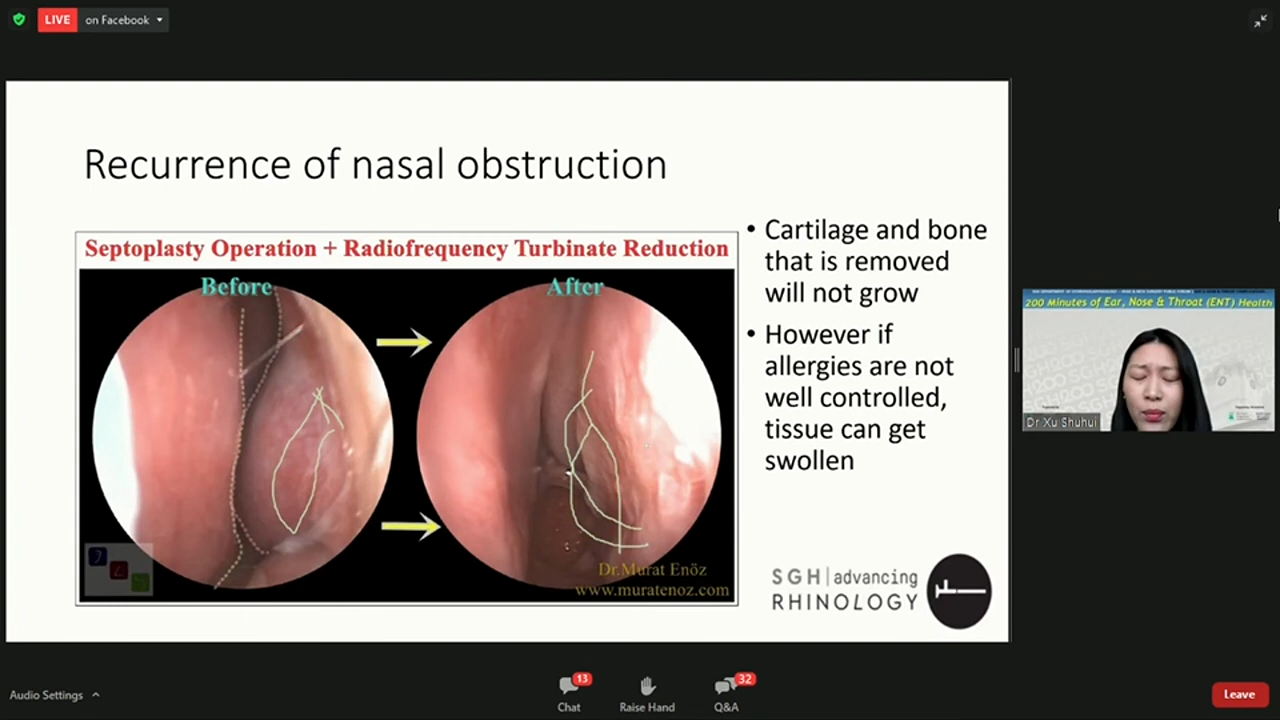 LIVE on Facebook
Recurrence of nasal obstruction
Septoplasty Operation + Radiofrequency Turbinate Reduction
Before
After
Dr.Murat Enöz
www.muratenoz.com
• Cartilage and bone
that is removed
will not grow
• However if
allergies are not
well controlled,
tissue can get
swollen
SGH | advancing
RHINOLOGY
200 Minutes of Ear, Nose & Throat (ENT) Health
Dr Xu Shuhui
Audio Settings
13
Chat
Raise Hand
32
Q&A
Leave